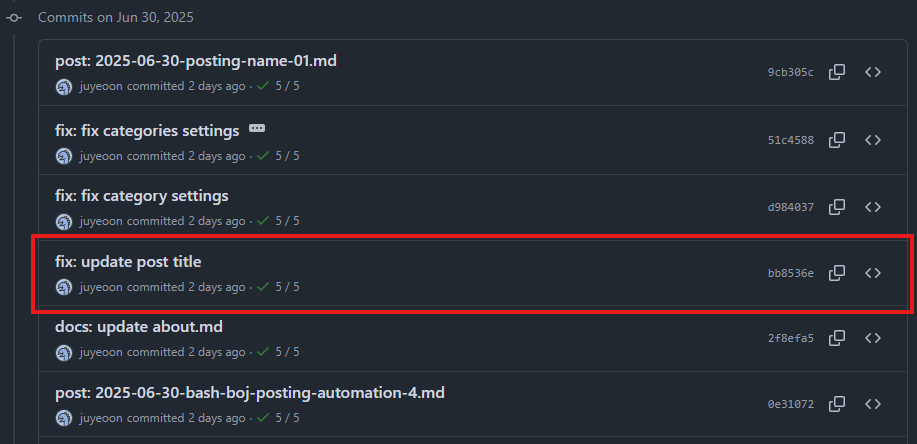 Commits on Jun 30, 2025
post: 2025-06-30-posting-name-01.md
juyeoon committed 2 days ago · ✓ 5 / 5
9cb305c
fix: fix categories settings
juyeoon committed 2 days ago · ✓ 5 / 5
51c4588
fix: fix category settings
juyeoon committed 2 days ago · ✓ 5 / 5
d984037
fix: update post title
juyeoon committed 2 days ago · ✓ 5 / 5
bb8536e
docs: update about.md
juyeoon committed 2 days ago · ✓ 5 / 5
2f8efa5
post: 2025-06-30-bash-boj-posting-automation-4.md
juyeoon committed 2 days ago · ✓ 5 / 5
0e31072